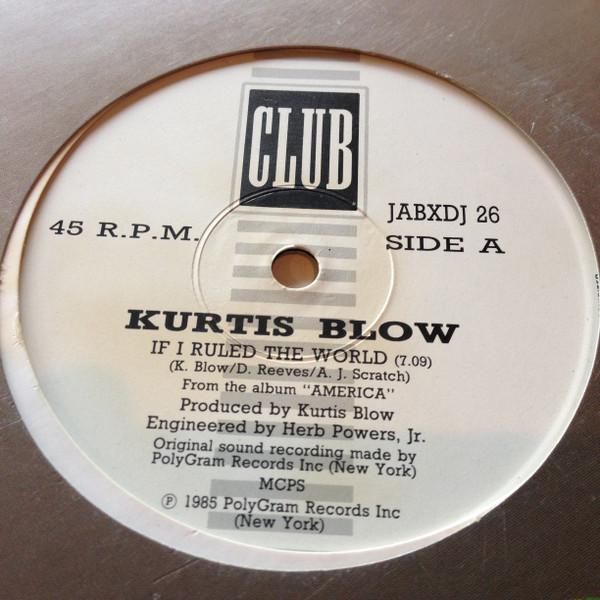 CLUB
45 R.P.M.
JABXDJ 26
SIDE A
KURTIS BLOW
IF I RULED THE WORLD (7.09)
(K. Blow/D. Reeves/A. J. Scratch)
From the album "AMERICA"
Produced by Kurtis Blow
Engineered by Herb Powers, Jr.
Original sound recording made by
PolyGram Records Inc (New York)
MCPS
℗ 1985 PolyGram Records Inc
(New York)